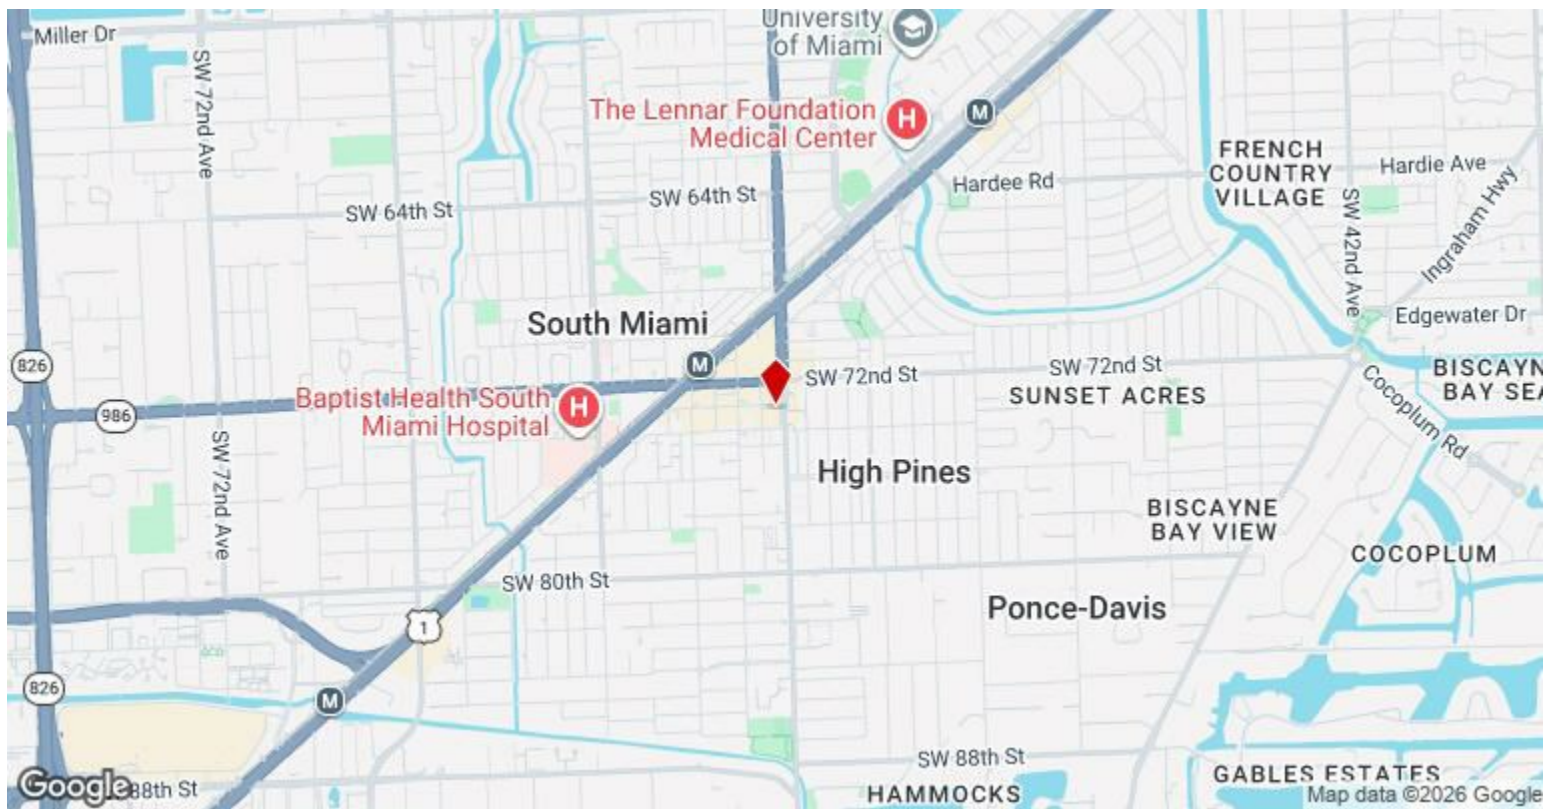 University
of Miami
Miller Dr
SW 72nd Ave
The Lennar Foundation
Medical Center
M
H
FRENCH
COUNTRY
VILLAGE
Hardie Ave
Hardee Rd
SW 64th St
SW 64th St
SW 42nd Ave
Ingraham Hwy
South Miami
Edgewater Dr
826
M
SW 72nd St
SW 72nd St
BISCAYN
BAY SEA
SUNSET ACRES
Baptist Health South
Miami Hospital
H
986
Cocoplum Rd
SW 72nd Ave
High Pines
BISCAYNE
BAY VIEW
COCOPLUM
SW 80th St
Ponce-Davis
1
826
M
SW 88th St
GABLES ESTATES
Google
88th St
HAMMOCKS
Map data ©2026 Google